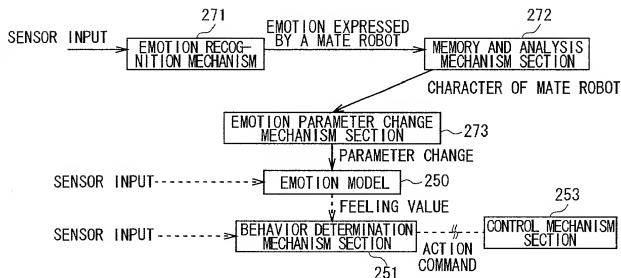 271
272
SENSOR INPUT
EMOTION RECOG-
NITION MECHANISM
EMOTION EXPRESSED
BY A MATE ROBOT
MEMORY AND ANALYSIS
MECHANISM SECTION
CHARACTER OF MATE ROBOT
EMOTION PARAMETER CHANGE
MECHANISM SECTION
273
PARAMETER CHANGE
SENSOR INPUT
EMOTION MODEL
250
FEELING VALUE
253
SENSOR INPUT
BEHAVIOR DETERMINATION
MECHANISM SECTION
251
ACTION
COMMAND
CONTROL MECHANISM
SECTION